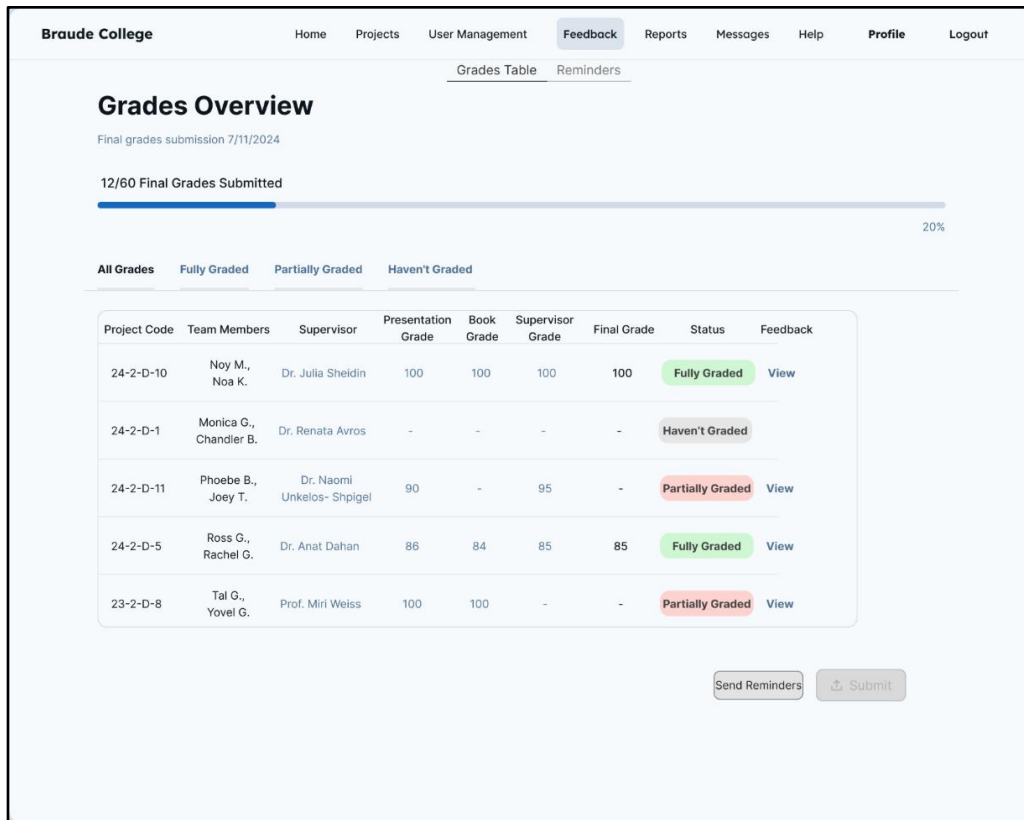 Braude College Home Projects User Management Feedback Reports Messages Help Profile Logout
Grades Table Reminders
Grades Overview
Final grades submission 7/11/2024
12/60 Final Grades Submitted
20%
All Grades Fully Graded Partially Graded Haven't Graded
Project Code Team Members Supervisor Presentation Grade Book Grade Supervisor Grade Final Grade Status Feedback
24-2-D-10 Noy M., Noa K. Dr. Julia Sheidin 100 100 100 100 Fully Graded View
24-2-D-1 Monica G., Chandler B. Dr. Renata Avros - - - - Haven't Graded
24-2-D-11 Phoebe B., Joey T. Dr. Naomi Unkelos- Shpigel 90 - 95 - Partially Graded View
24-2-D-5 Ross G., Rachel G. Dr. Anat Dahan 86 84 85 85 Fully Graded View
23-2-D-8 Tal G., Yovel G. Prof. Miri Weiss 100 100 - - Partially Graded View
Send Reminders Submit